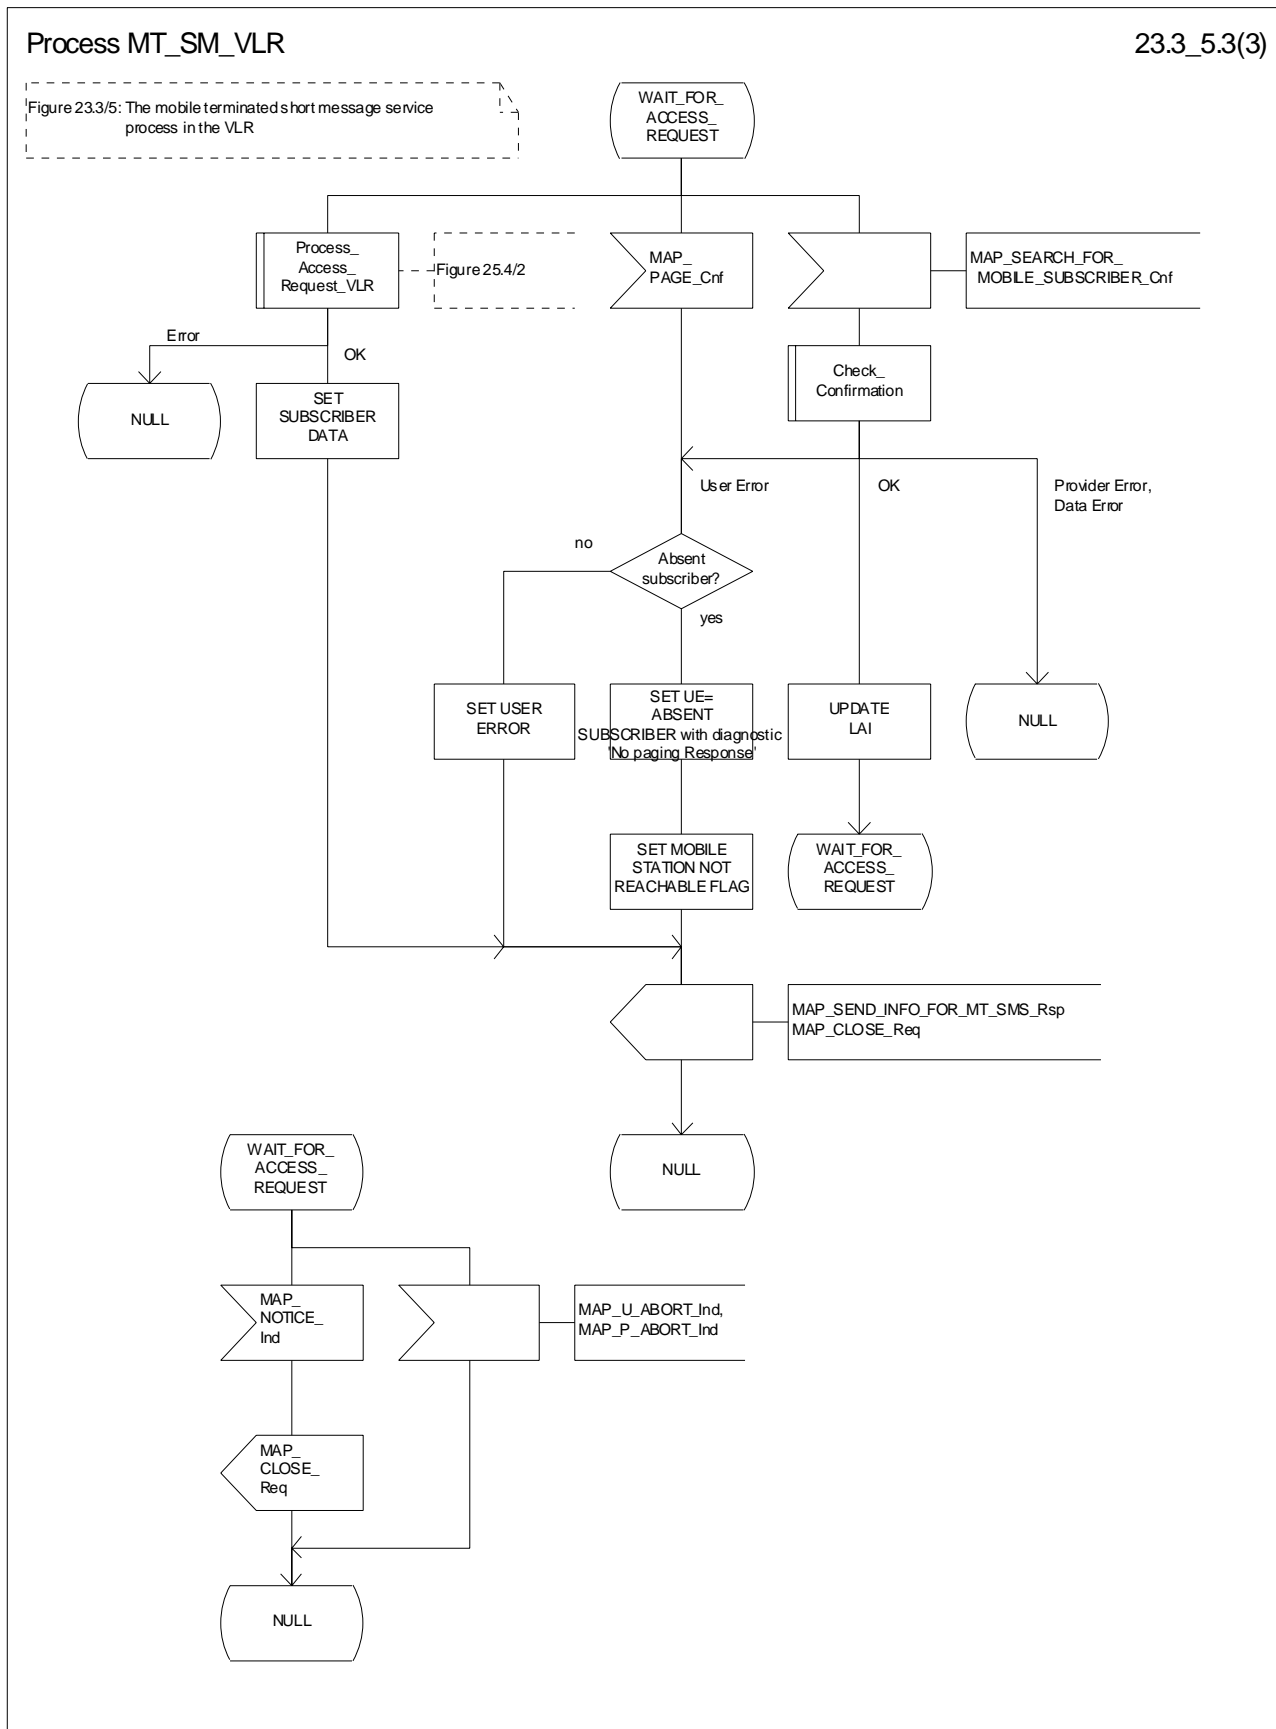 Process MT_SM_VLR
23.3_5.3(3)
Figure 23.3/5: The mobile terminated short message service
process in the VLR
WAIT_FOR_
ACCESS_
REQUEST
Process_
Access_
Request_VLR
Figure 25.4/2
MAP_
PAGE_Cnf
MAP_SEARCH_FOR_
MOBILE_SUBSCRIBER_Cnf
Error
OK
Check_
Confirmation
NULL
SET
SUBSCRIBER
DATA
User Error
OK
Provider Error,
Data Error
no
Absent
subscriber?
yes
SET USER
ERROR
SET UE=
ABSENT
SUBSCRIBER with diagnostic
'No paging Response'
UPDATE
LAI
NULL
SET MOBILE
STATION NOT
REACHABLE FLAG
WAIT_FOR_
ACCESS_
REQUEST
MAP_SEND_INFO_FOR_MT_SMS_Rsp
MAP_CLOSE_Req
WAIT_FOR_
ACCESS_
REQUEST
NULL
MAP_
NOTICE_
Ind
MAP_U_ABORT_Ind,
MAP_P_ABORT_Ind
MAP_
CLOSE_
Req
NULL